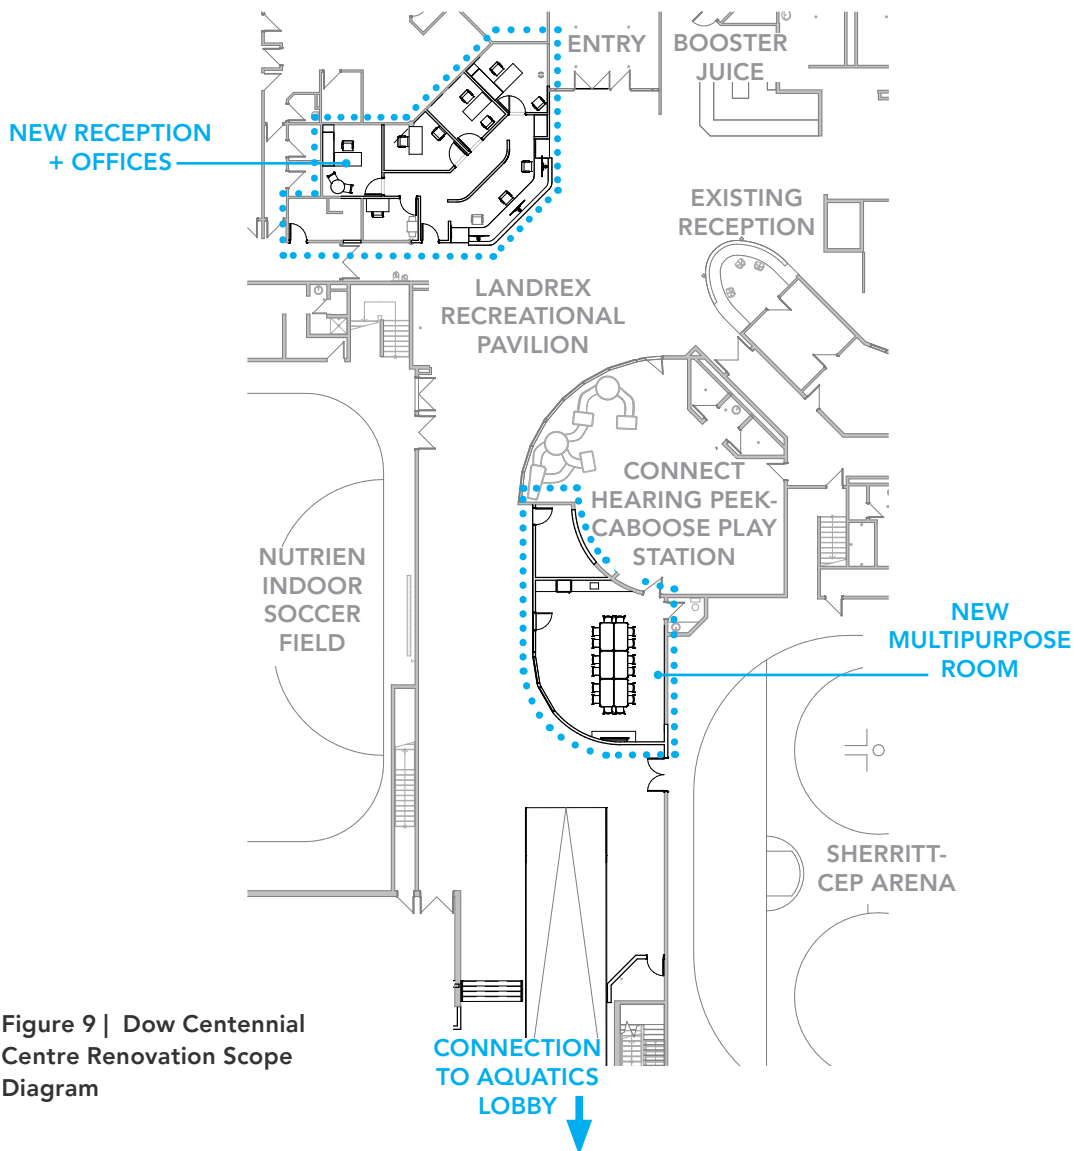 ENTRY
BOOSTER
JUICE
NEW RECEPTION
+ OFFICES
EXISTING
RECEPTION
LANDREX
RECREATIONAL
PAVILION
CONNECT
HEARING PEEK-
CABOOSE PLAY
STATION
NUTRIEN
INDOOR
SOCCER
FIELD
NEW
MULTIPURPOSE
ROOM
SHERRITT-
CEP ARENA
Figure 9 | Dow Centennial
Centre Renovation Scope
Diagram
CONNECTION
TO AQUATICS
LOBBY